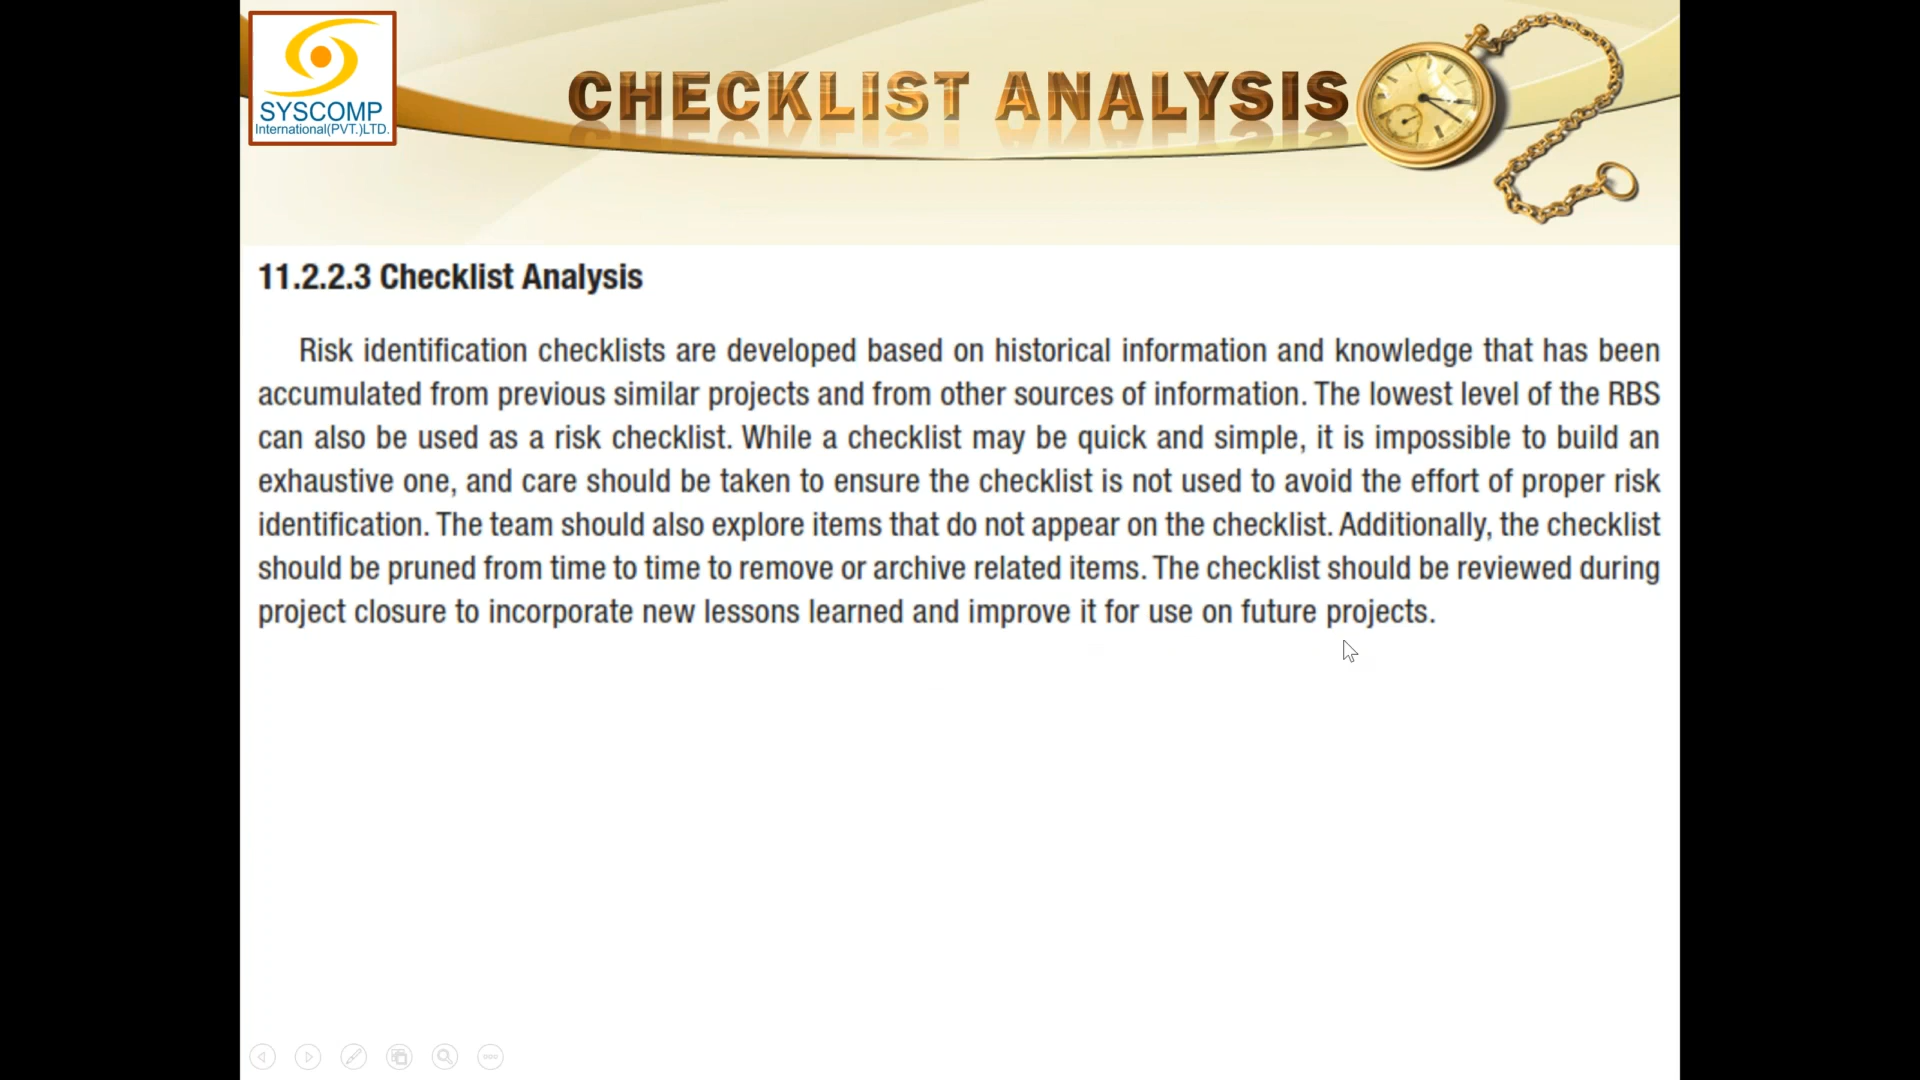 SYSCOMP
International(PVT.)LTD.
CHECKLIST ANALYSIS
11.2.2.3 Checklist Analysis
Risk identification checklists are developed based on historical information and knowledge that has been
accumulated from previous similar projects and from other sources of information. The lowest level of the RBS
can also be used as a risk checklist. While a checklist may be quick and simple, it is impossible to build an
exhaustive one, and care should be taken to ensure the checklist is not used to avoid the effort of proper risk
identification. The team should also explore items that do not appear on the checklist. Additionally, the checklist
should be pruned from time to time to remove or archive related items. The checklist should be reviewed during
project closure to incorporate new lessons learned and improve it for use on future projects.